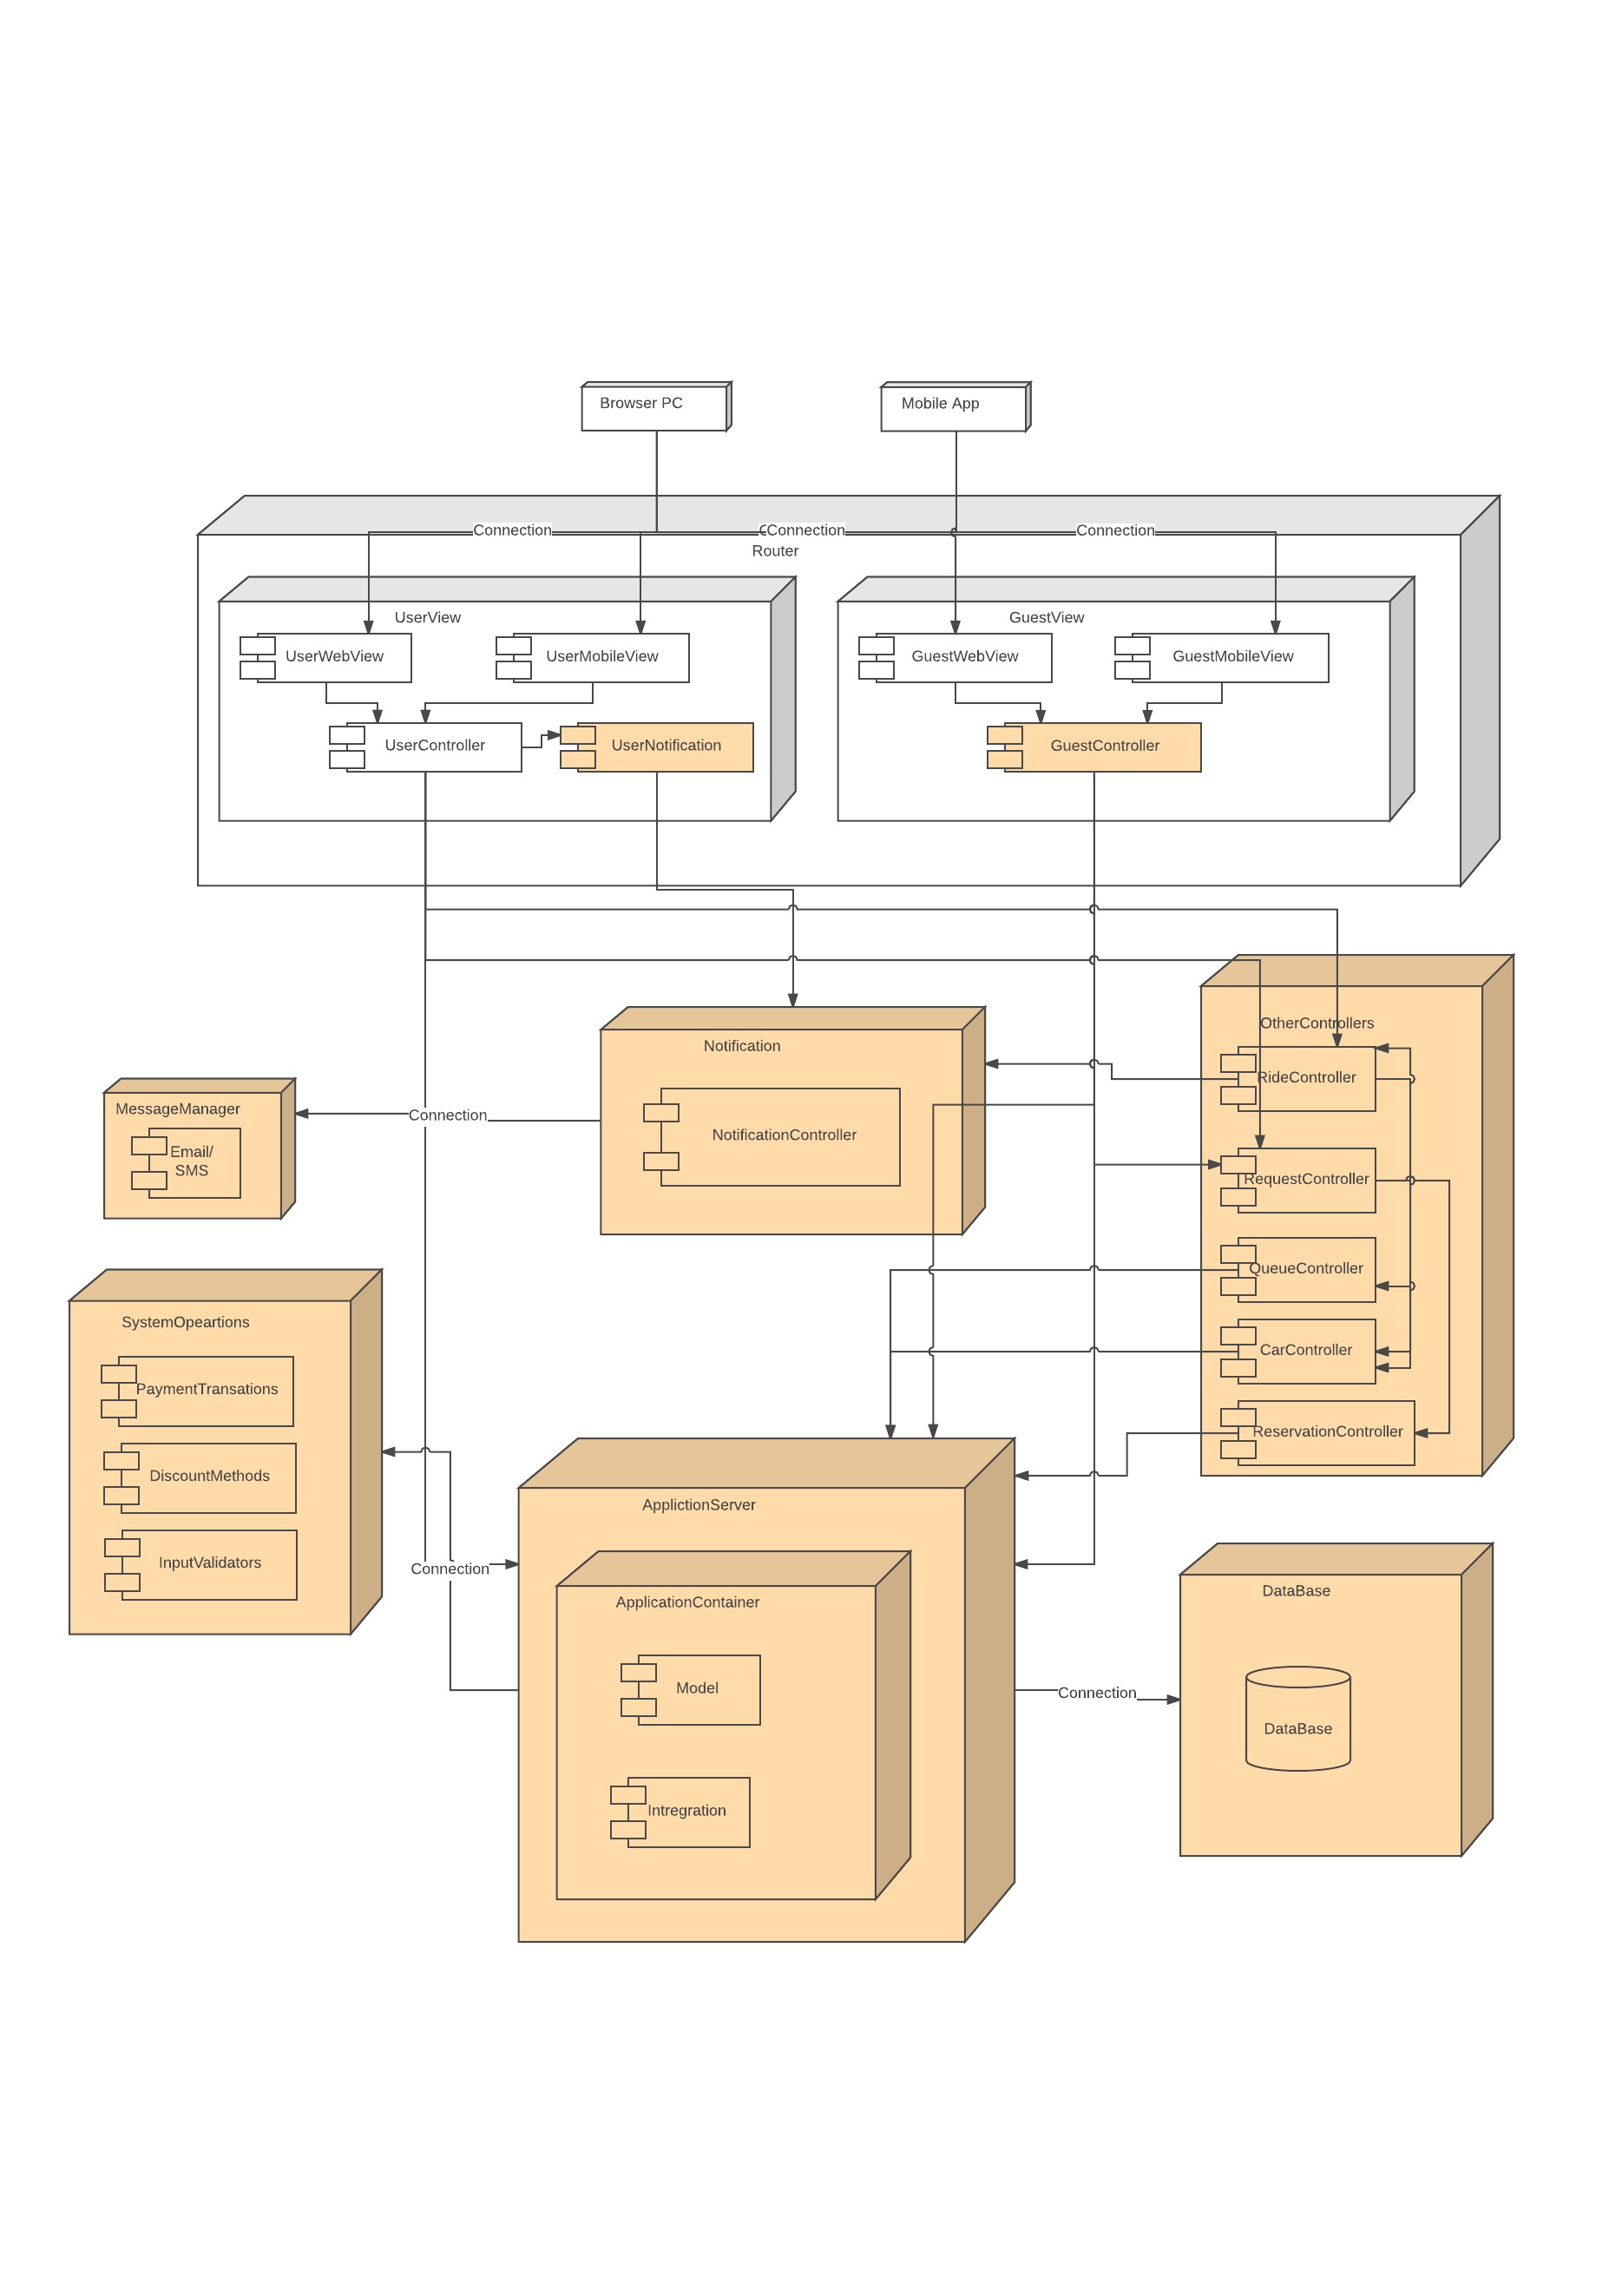 Browser PC
Mobile App
Connection
Connection
Connection
Router
UserView
GuestView
UserWebView
UserMobileView
GuestWebView
GuestMobileView
UserController
UserNotification
GuestController
OtherControllers
Notification
RideController
MessageManager
Connection
NotificationController
Email/
SMS
RequestController
QueueController
SystemOpeartions
CarController
PaymentTransations
ReservationController
DiscountMethods
ApplictionServer
InputValidators
Connection
DataBase
ApplicationContainer
Model
Connection
DataBase
Intregration